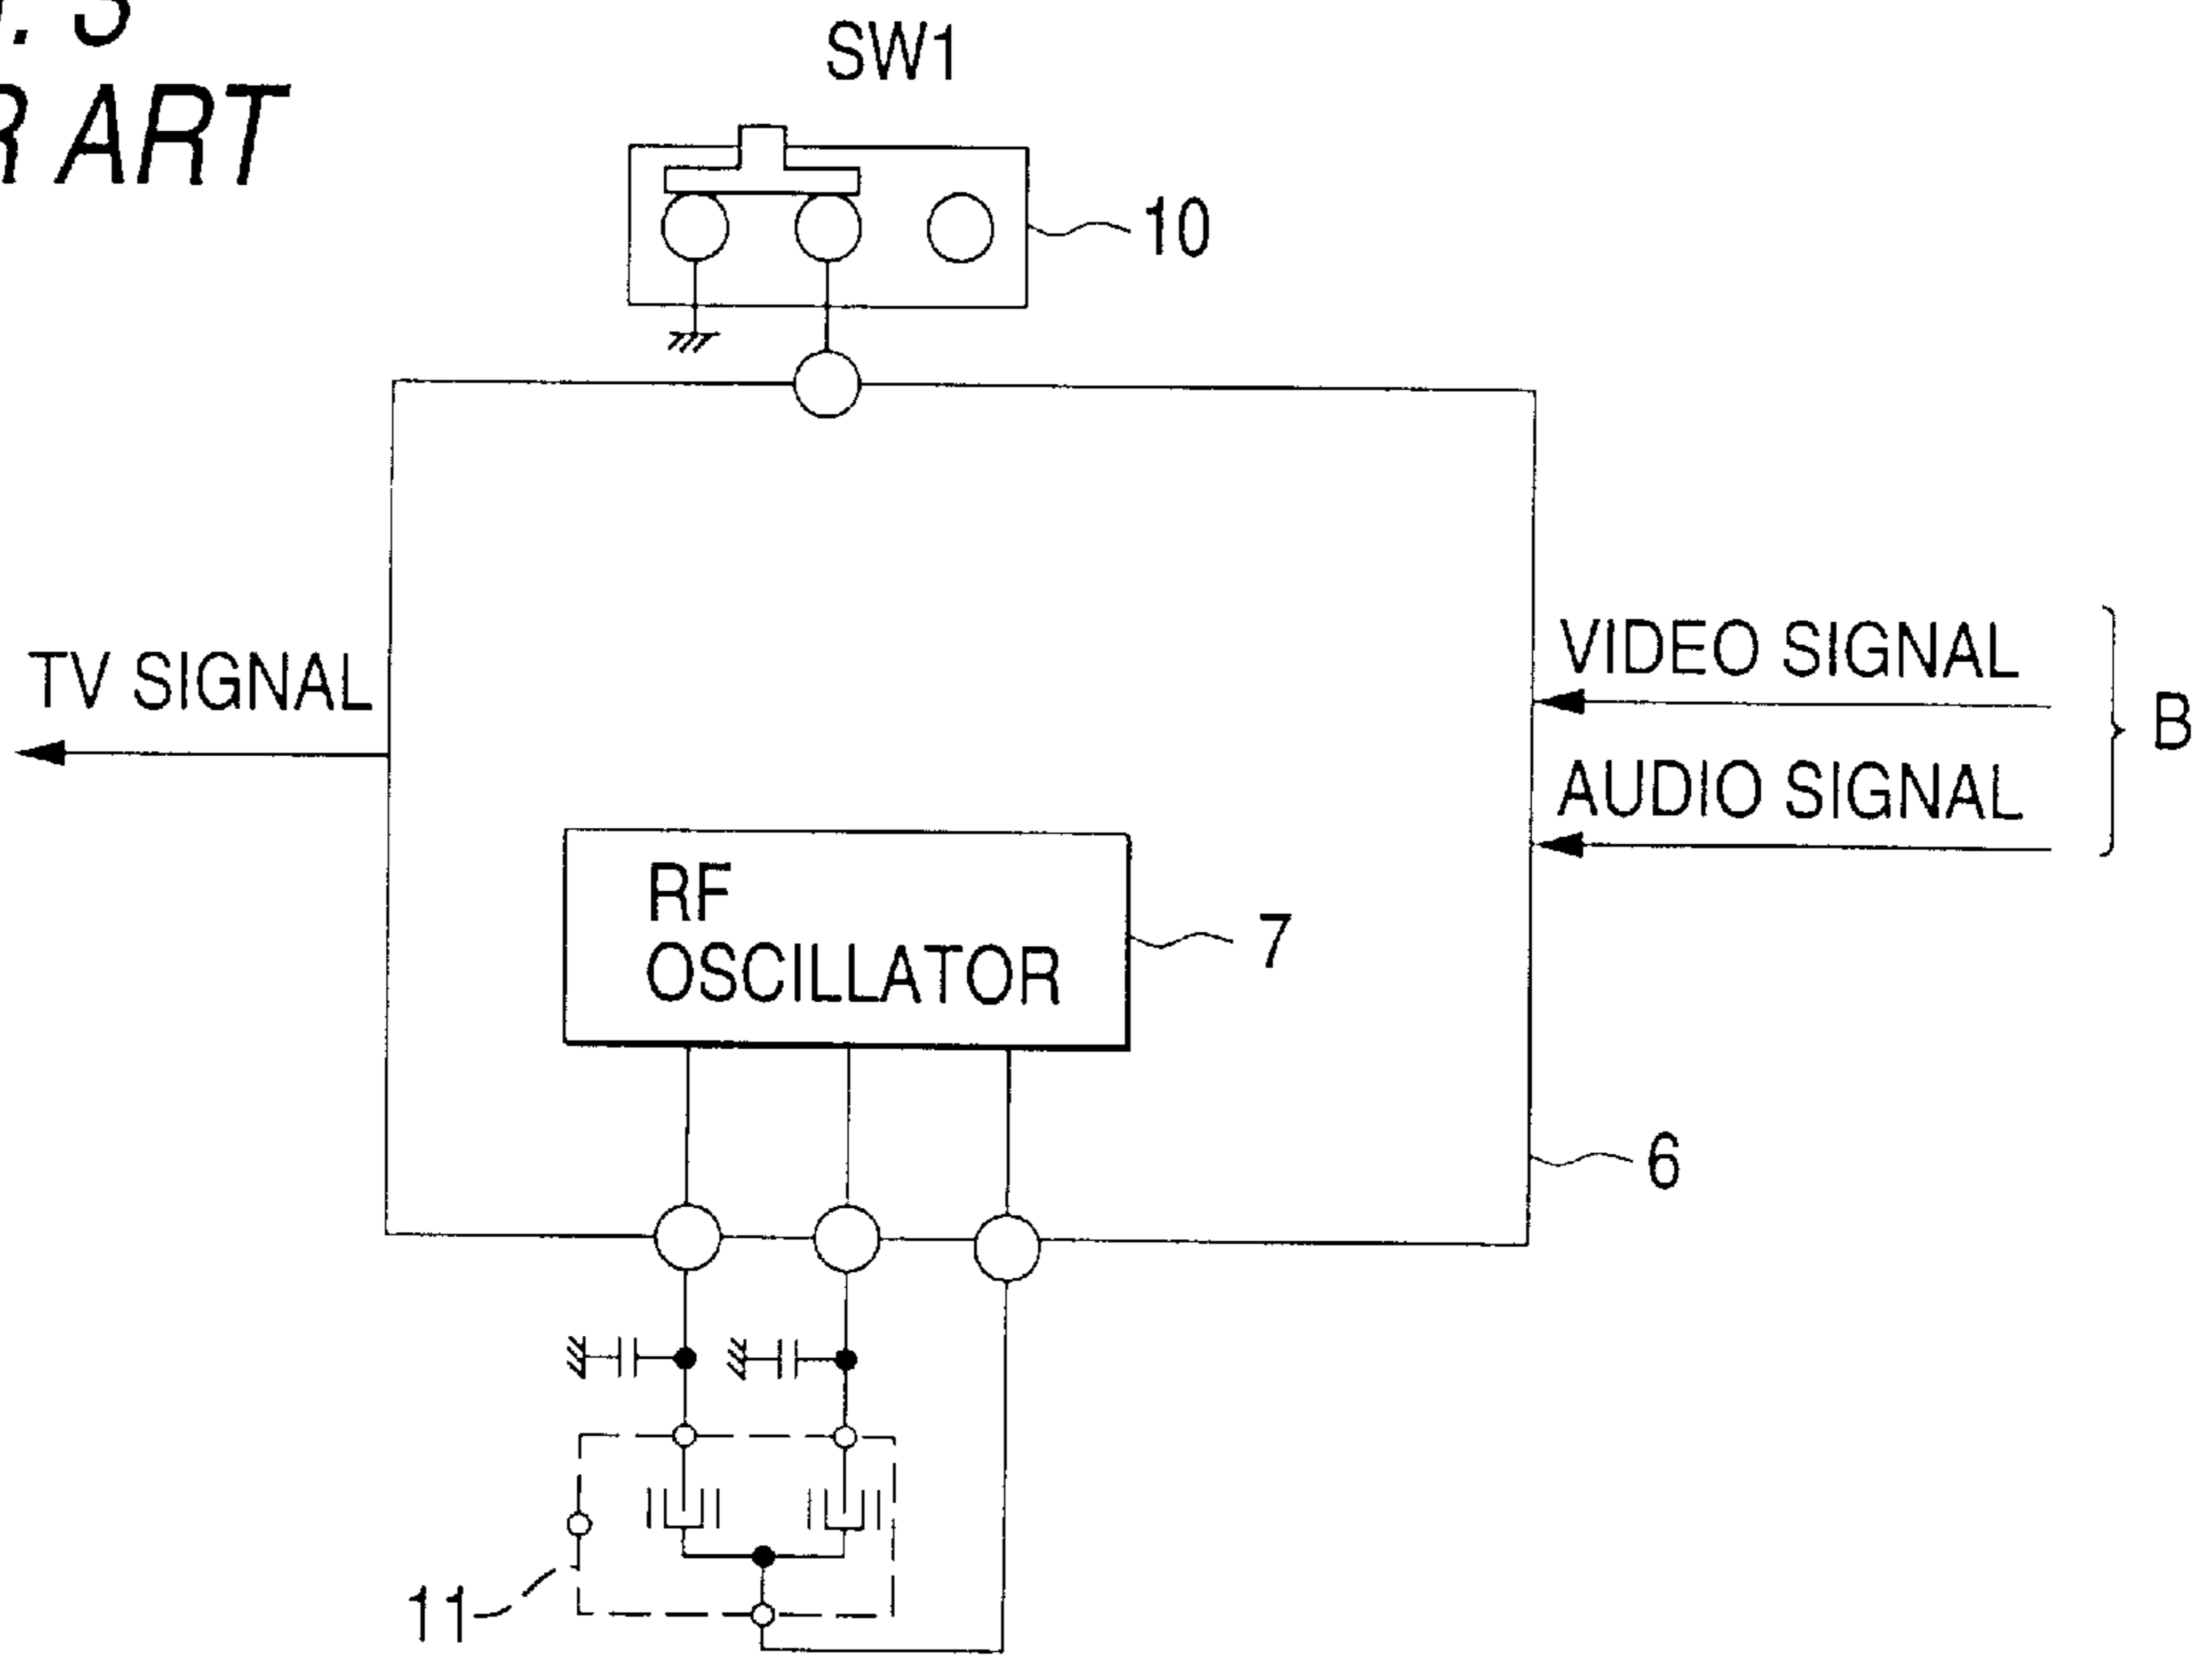 R ART
SW1
10
TV SIGNAL
VIDEO SIGNAL
B
AUDIO SIGNAL
RF
OSCILLATOR
7
6
11